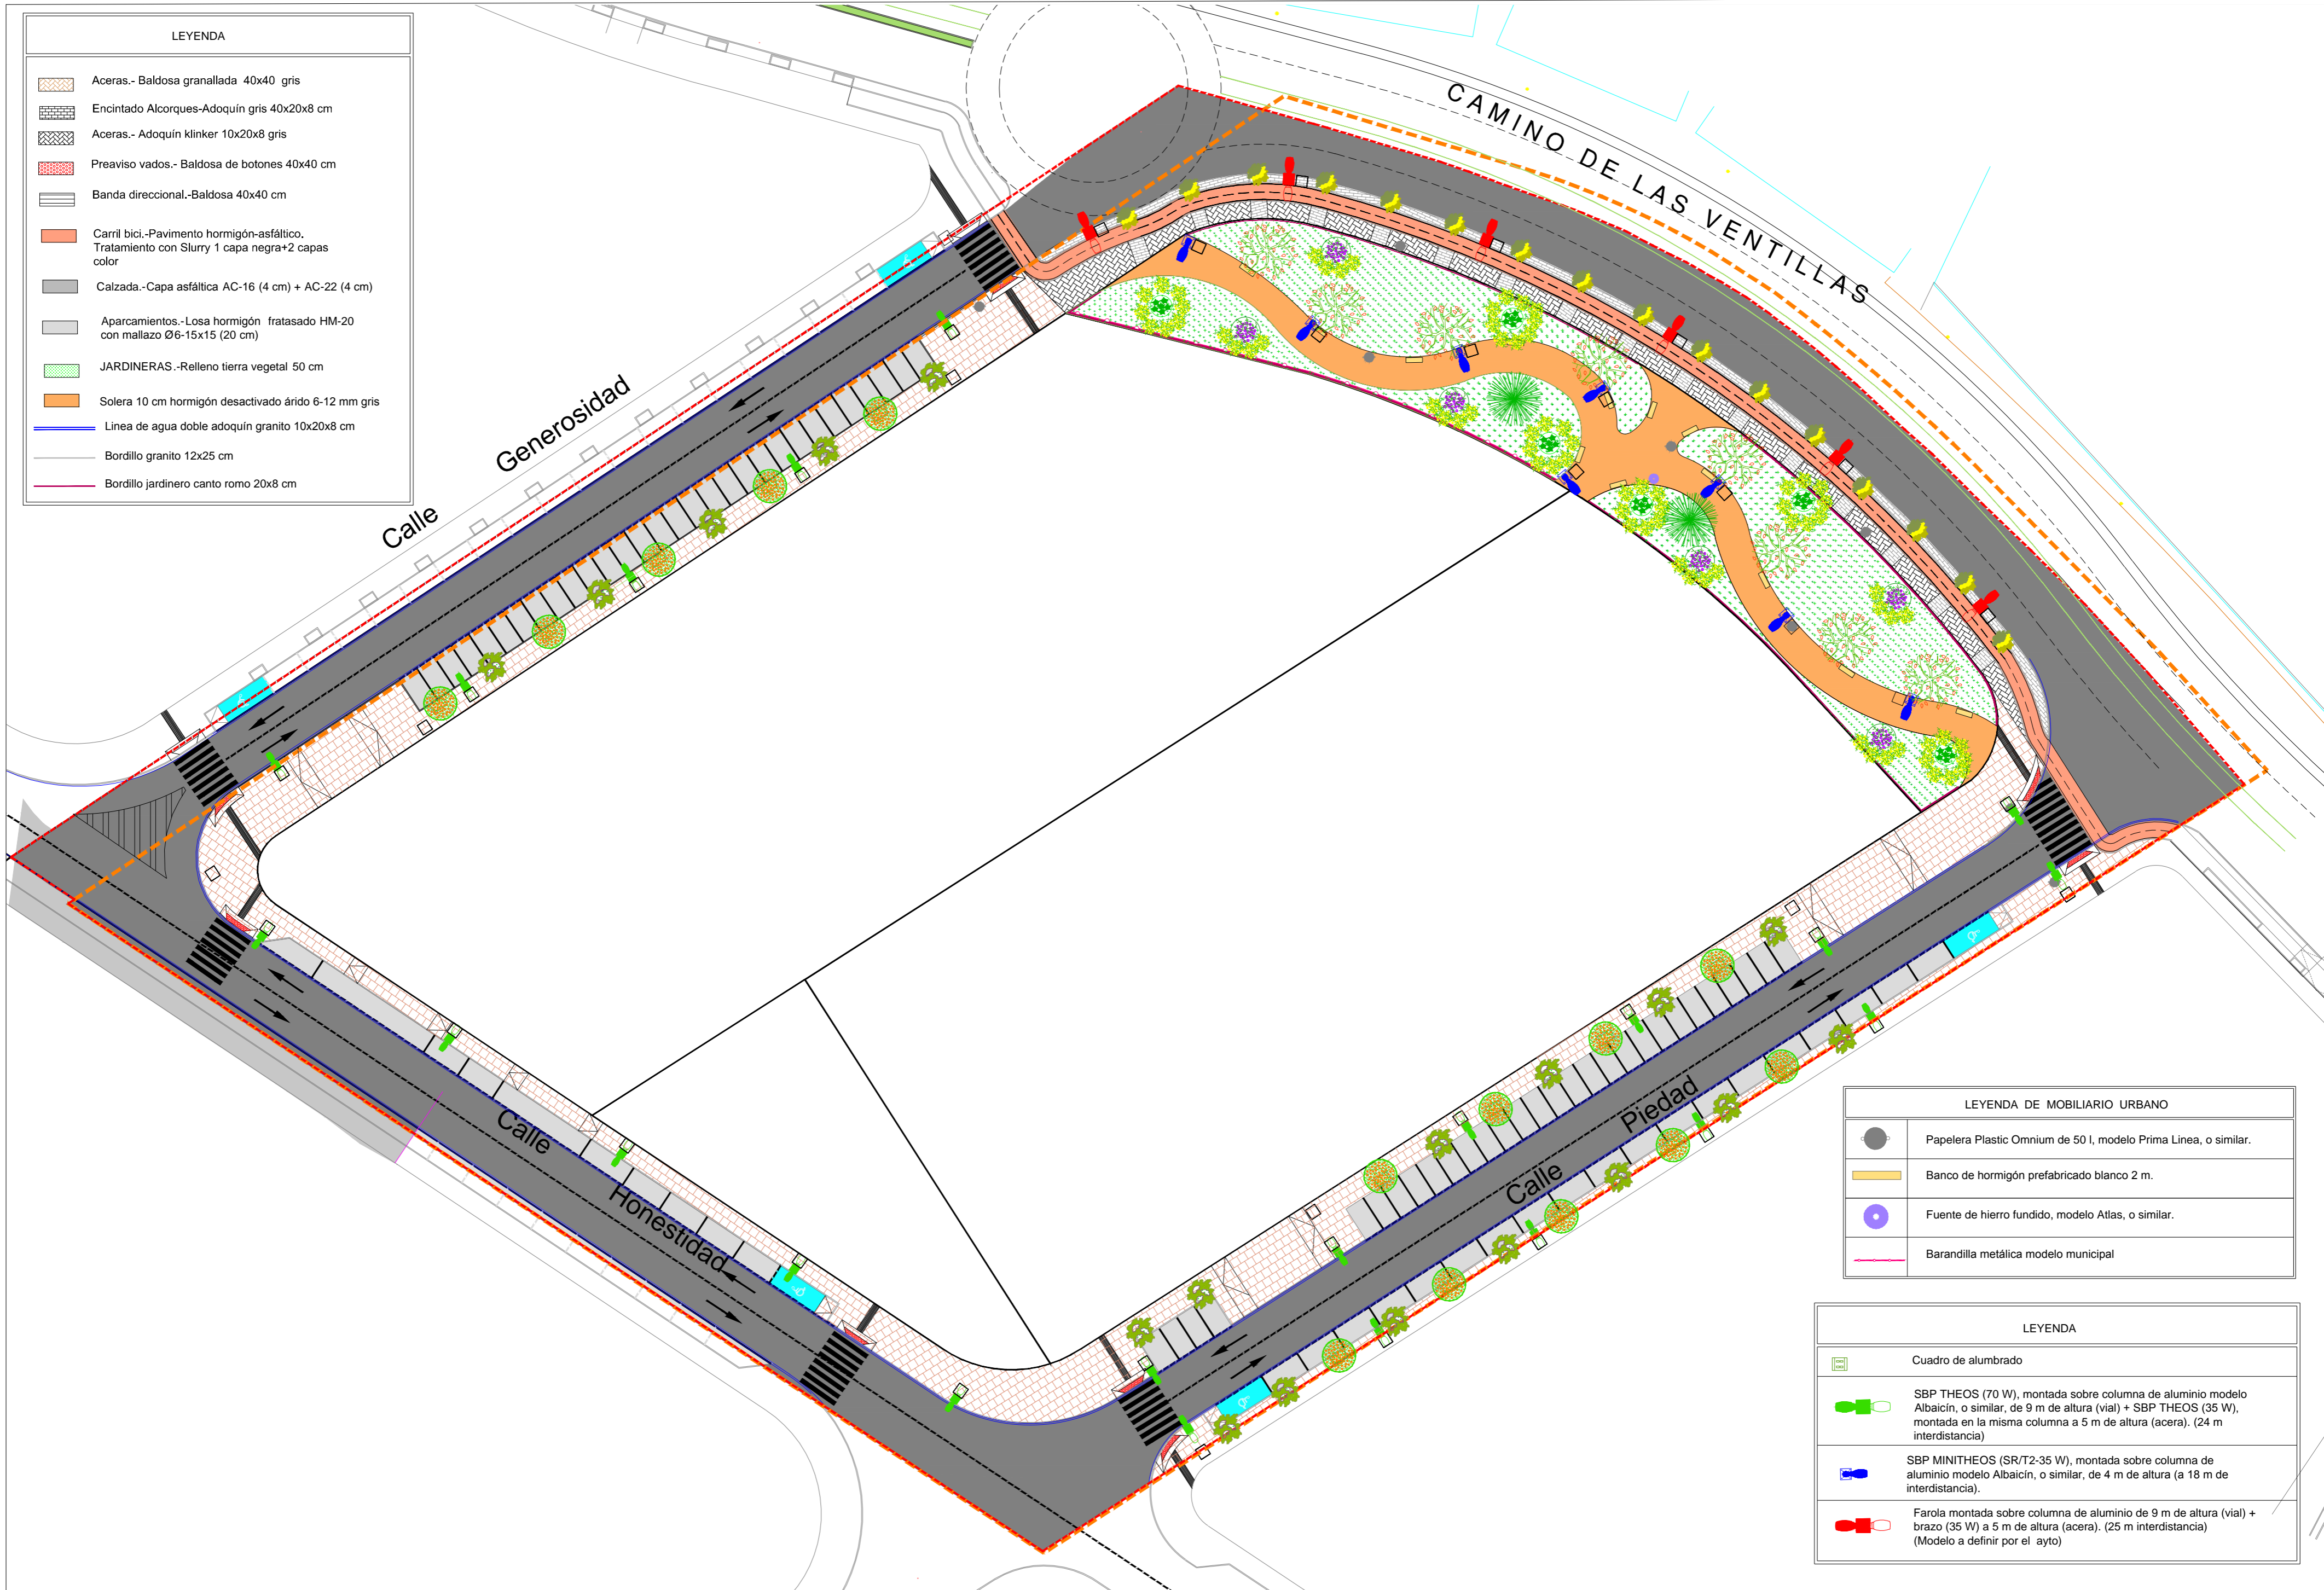 LEYENDA
Aceras.- Baldosa granallada 40x40 gris
Encintado Alcorques-Adoquín gris 40x20x8 cm
Aceras.- Adoquín klinker 10x20x8 gris
Preaviso vados.- Baldosa de botones 40x40 cm
Banda direccional.-Baldosa 40x40 cm
Carril bici.-Pavimento hormigón-asfáltico.
Tratamiento con Slurry 1 capa negra+2 capas
color
Calzada.-Capa asfáltica AC-16 (4 cm) + AC-22 (4 cm)
Aparcamientos.-Losa hormigón fratasado HM-20
con mallazo Ø6-15x15 (20 cm)
JARDINERAS.-Relleno tierra vegetal 50 cm
Solera 10 cm hormigón desactivado árido 6-12 mm gris
Linea de agua doble adoquín granito 10x20x8 cm
Bordillo granito 12x25 cm
Bordillo jardinero canto romo 20x8 cm
CAMINO DE LAS VENTILLAS
Calle Generosidad
Calle Honestidad
Calle Piedad
LEYENDA DE MOBILIARIO URBANO
Papelera Plastic Omnium de 50 l, modelo Prima Linea, o similar.
Banco de hormigón prefabricado blanco 2 m.
Fuente de hierro fundido, modelo Atlas, o similar.
Barandilla metálica modelo municipal
LEYENDA
Cuadro de alumbrado
SBP THEOS (70 W), montada sobre columna de aluminio modelo
Albaicín, o similar, de 9 m de altura (vial) + SBP THEOS (35 W),
montada en la misma columna a 5 m de altura (acera). (24 m
interdistancia)
SBP MINITHEOS (SR/T2-35 W), montada sobre columna de
aluminio modelo Albaicín, o similar, de 4 m de altura (a 18 m de
interdistancia).
Farola montada sobre columna de aluminio de 9 m de altura (vial) +
brazo (35 W) a 5 m de altura (acera). (25 m interdistancia)
(Modelo a definir por el ayto)